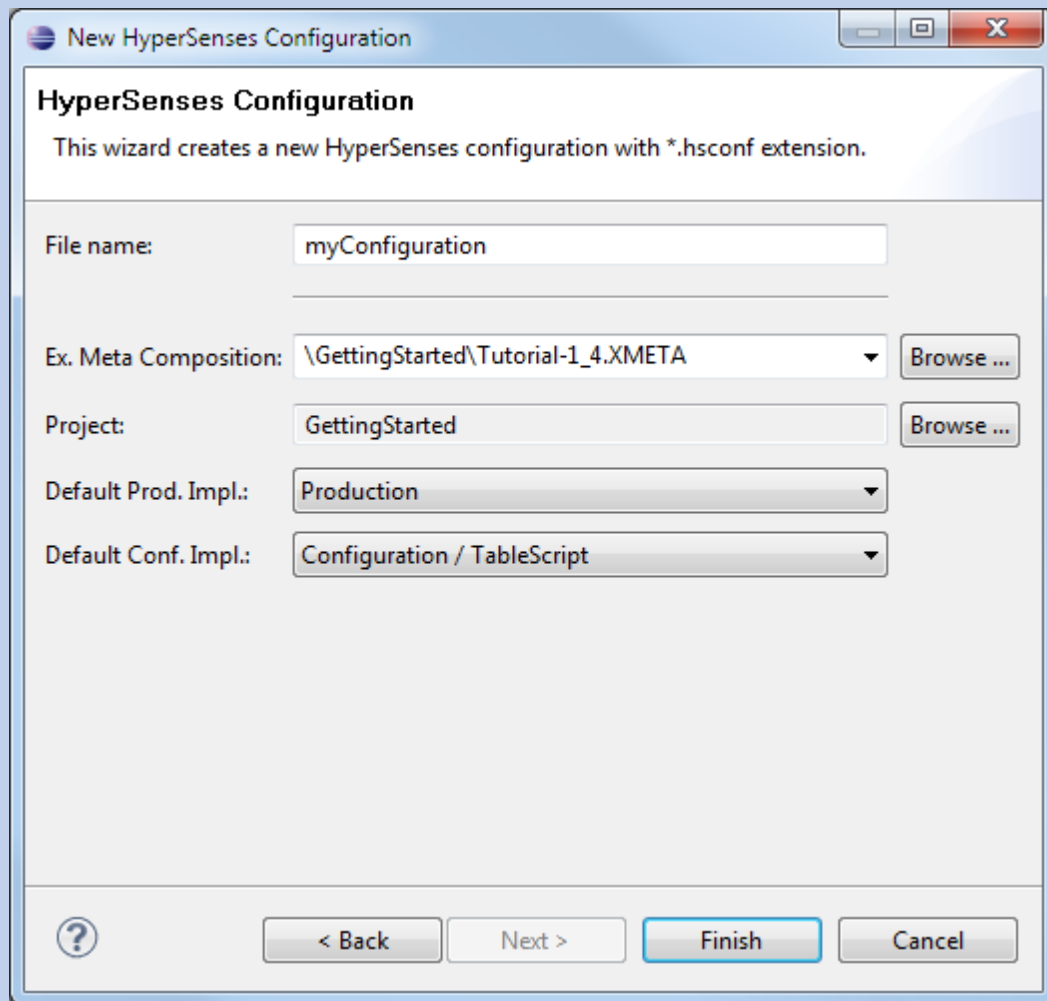 New HyperSenses Configuration
HyperSenses Configuration
This wizard creates a new HyperSenses configuration with *.hsconf extension.
File name: myConfiguration
Ex. Meta Composition: \GettingStarted\Tutorial-1_4.XMETA Browse ...
Project: GettingStarted Browse ...
Default Prod. Impl.: Production
Default Conf. Impl.: Configuration / TableScript
? < Back Next > Finish Cancel